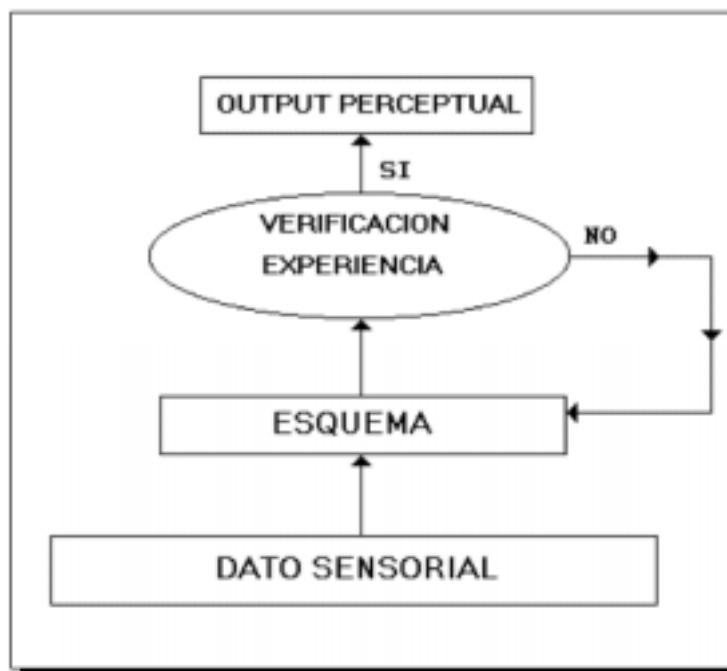 OUTPUT PERCEPTUAL
SI
VERIFICACION
NO
EXPERIENCIA
ESQUEMA
DATO SENSORIAL